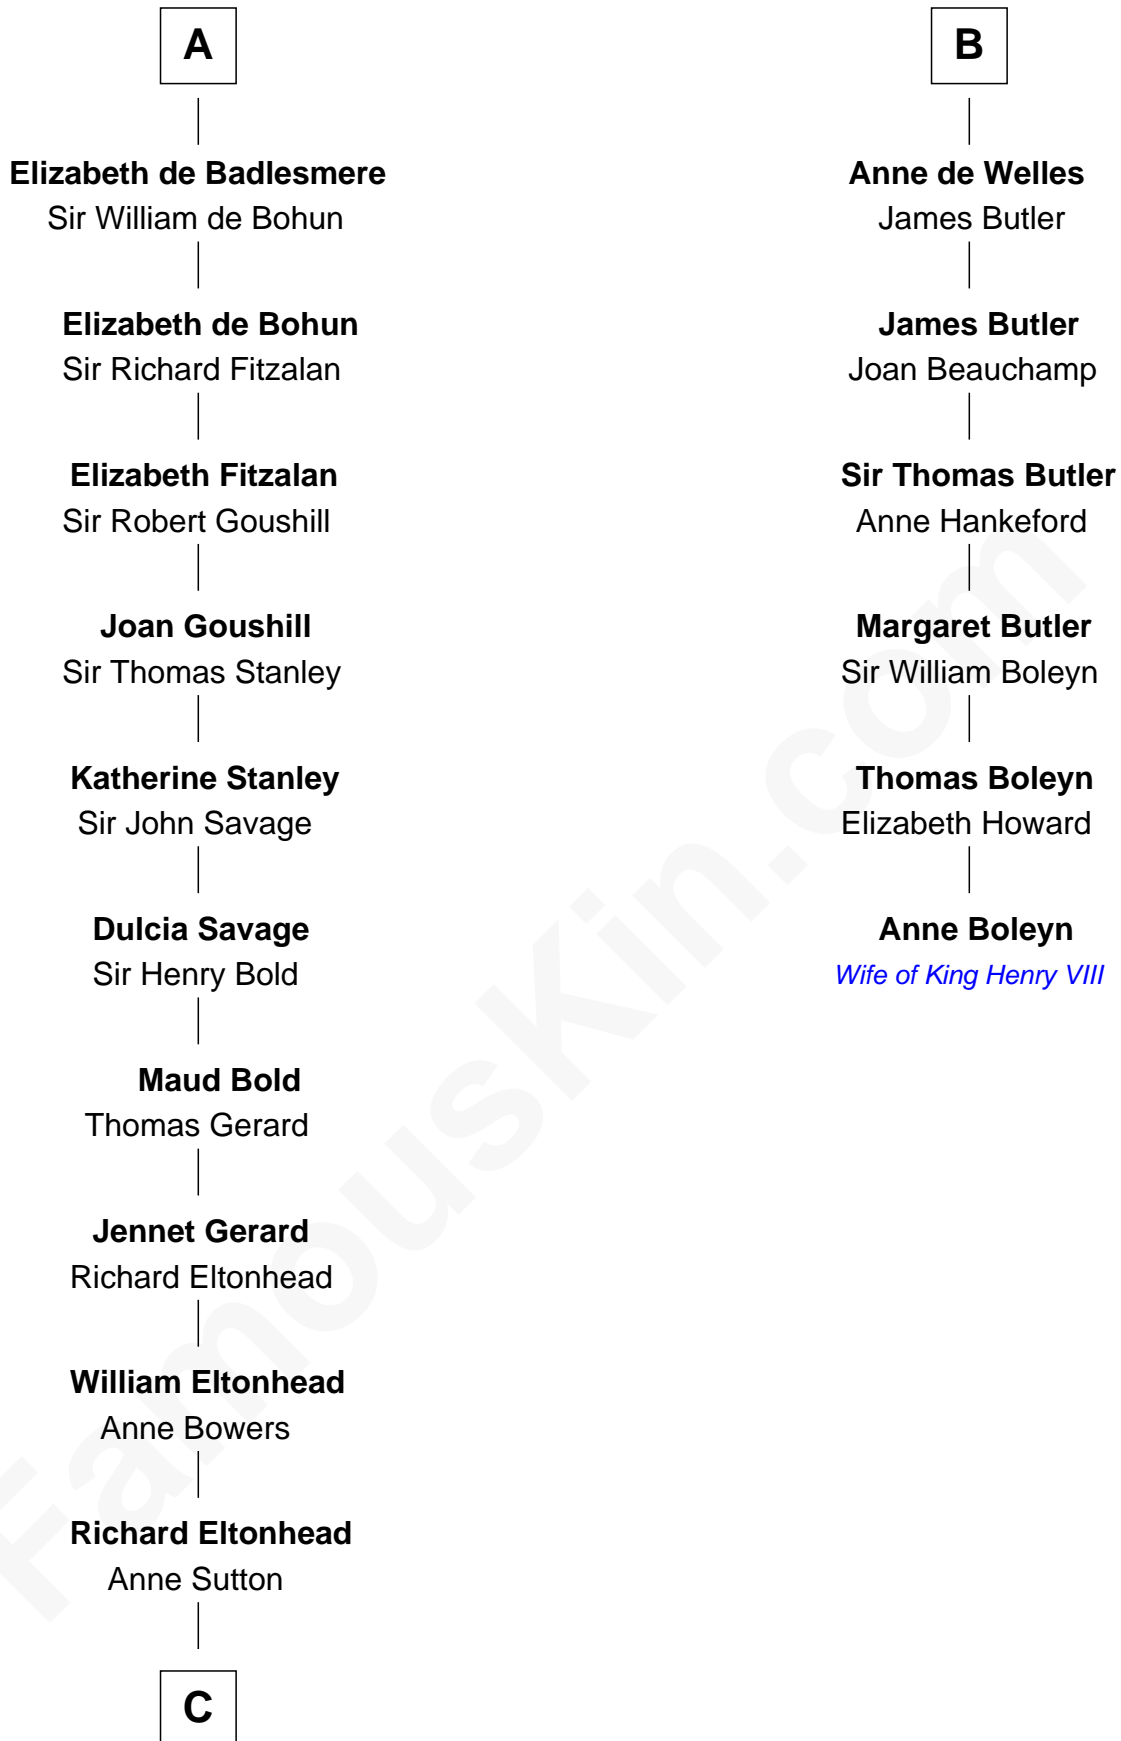 A
Elizabeth de Badlesmere
Sir William de Bohun
Elizabeth de Bohun
Sir Richard Fitzalan
Elizabeth Fitzalan
Sir Robert Goushill
Joan Goushill
Sir Thomas Stanley
Katherine Stanley
Sir John Savage
Dulcia Savage
Sir Henry Bold
Maud Bold
Thomas Gerard
Jennet Gerard
Richard Eltonhead
William Eltonhead
Anne Bowers
Richard Eltonhead
Anne Sutton
C
B
Anne de Welles
James Butler
James Butler
Joan Beauchamp
Sir Thomas Butler
Anne Hankeford
Margaret Butler
Sir William Boleyn
Thomas Boleyn
Elizabeth Howard
Anne Boleyn
Wife of King Henry VIII
FamousKin.com